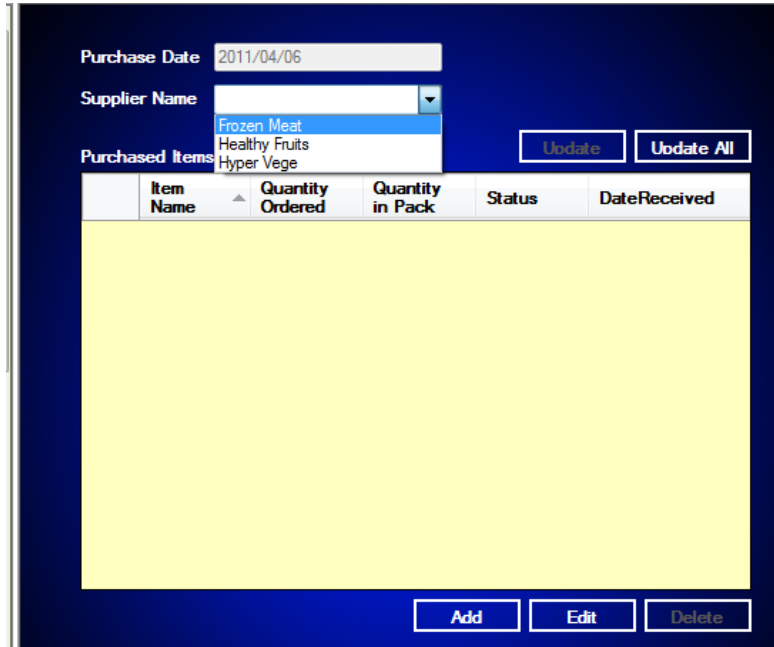 Purchase Date 2011/04/06
Supplier Name
Frozen Meat
Healthy Fruits
Hyper Vege
Purchased Items
Update Update All
Item Name Quantity Ordered Quantity in Pack Status DateReceived
Add Edit Delete